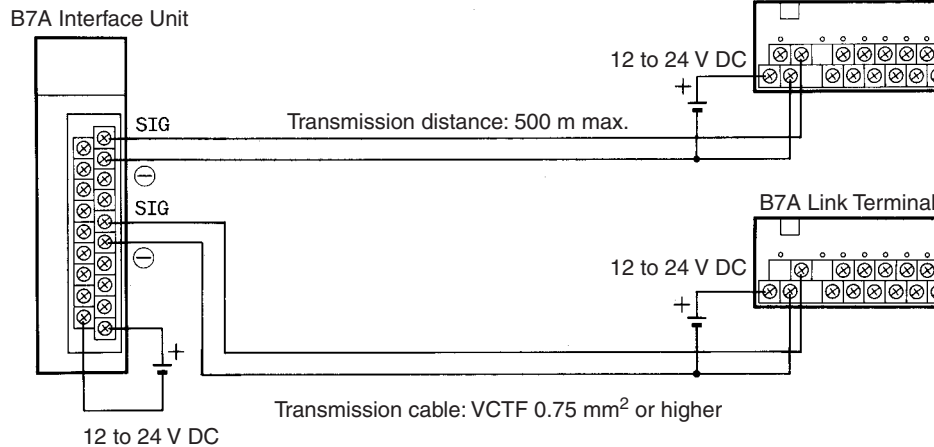 B7A Interface Unit
12 to 24 V DC
+
SIG
Transmission distance: 500 m max.
⊖
SIG
B7A Link Terminal
⊖
12 to 24 V DC
+
+
Transmission cable: VCTF 0.75 mm² or higher
12 to 24 V DC